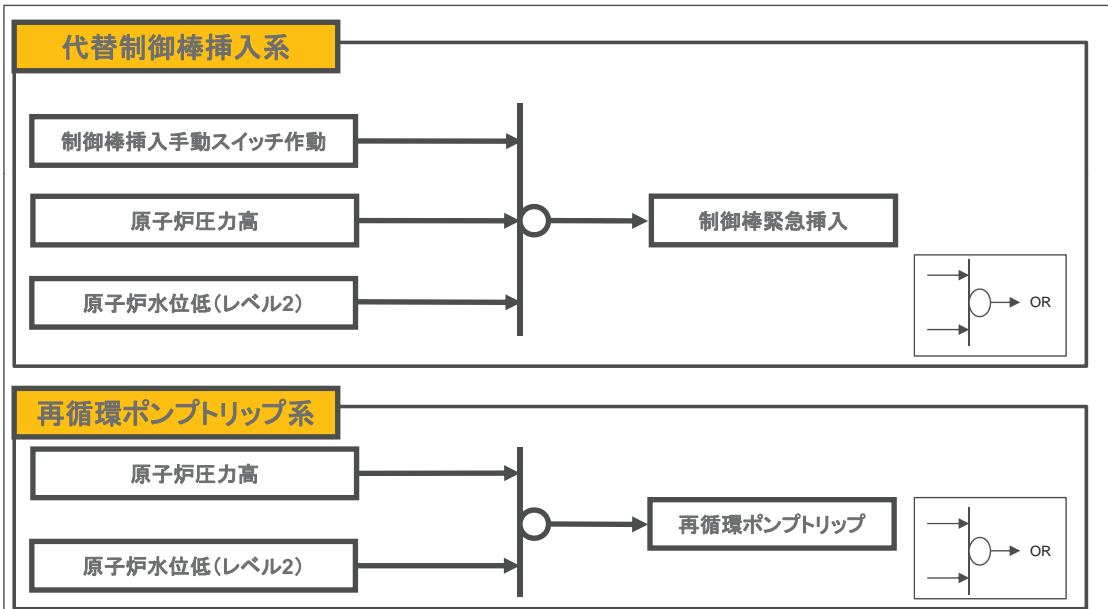 代替制御棒挿入系
制御棒挿入手動スイッチ作動
原子炉圧力高
制御棒緊急挿入
原子炉水位低(レベル2)
OR
再循環ポンプトリップ系
原子炉圧力高
再循環ポンプトリップ
原子炉水位低(レベル2)
OR